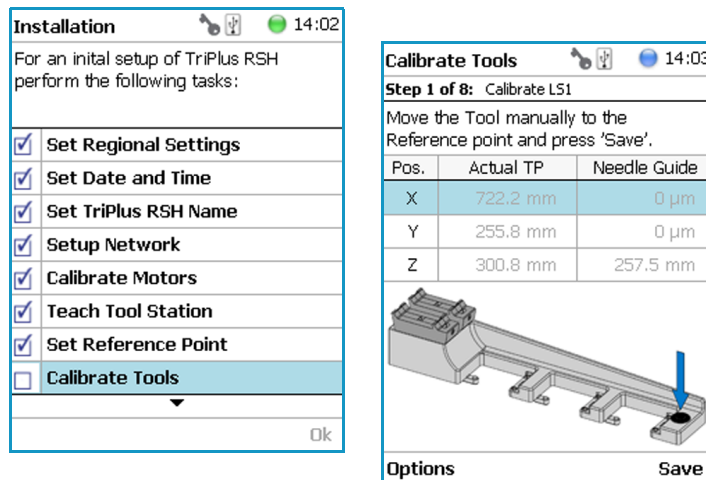 Installation 14:02
For an inital setup of TriPlus RSH
perform the following tasks:
Set Regional Settings
Set Date and Time
Set TriPlus RSH Name
Setup Network
Calibrate Motors
Teach Tool Station
Set Reference Point
Calibrate Tools
Ok
Calibrate Tools 14:03
Step 1 of 8: Calibrate LS1
Move the Tool manually to the
Reference point and press 'Save'.
Pos. Actual TP Needle Guide
X 722.2 mm 0 µm
Y 255.8 mm 0 µm
Z 300.8 mm 257.5 mm
Options Save